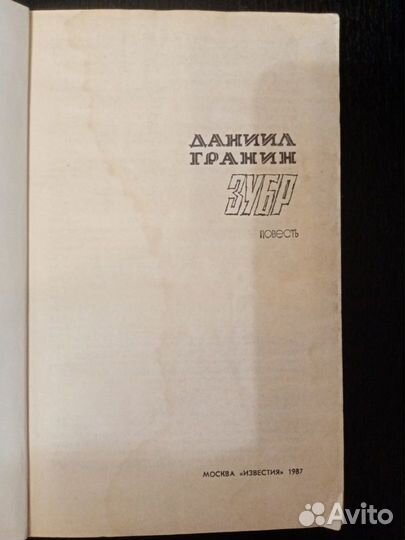 ДАНИИЛ
ГРАНИН
ЗУБР
ПОВЕСТЬ
МОСКВА «ИЗВЕСТИЯ» 1987
Avito